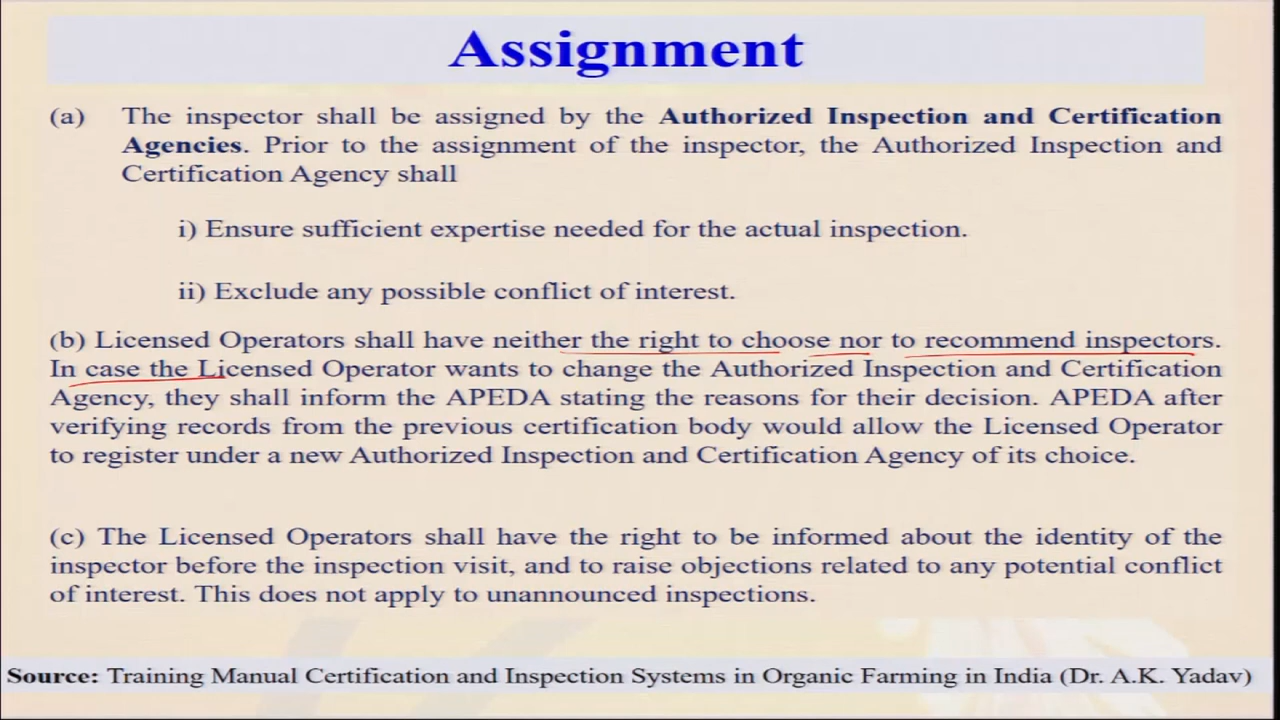 Assignment
(a) The inspector shall be assigned by the Authorized Inspection and Certification
Agencies. Prior to the assignment of the inspector, the Authorized Inspection and
Certification Agency shall
i) Ensure sufficient expertise needed for the actual inspection.
ii) Exclude any possible conflict of interest.
(b) Licensed Operators shall have neither the right to choose nor to recommend inspectors.
In case the Licensed Operator wants to change the Authorized Inspection and Certification
Agency, they shall inform the APEDA stating the reasons for their decision. APEDA after
verifying records from the previous certification body would allow the Licensed Operator
to register under a new Authorized Inspection and Certification Agency of its choice.
(c) The Licensed Operators shall have the right to be informed about the identity of the
inspector before the inspection visit, and to raise objections related to any potential conflict
of interest. This does not apply to unannounced inspections.
Source: Training Manual Certification and Inspection Systems in Organic Farming in India (Dr. A.K. Yadav)